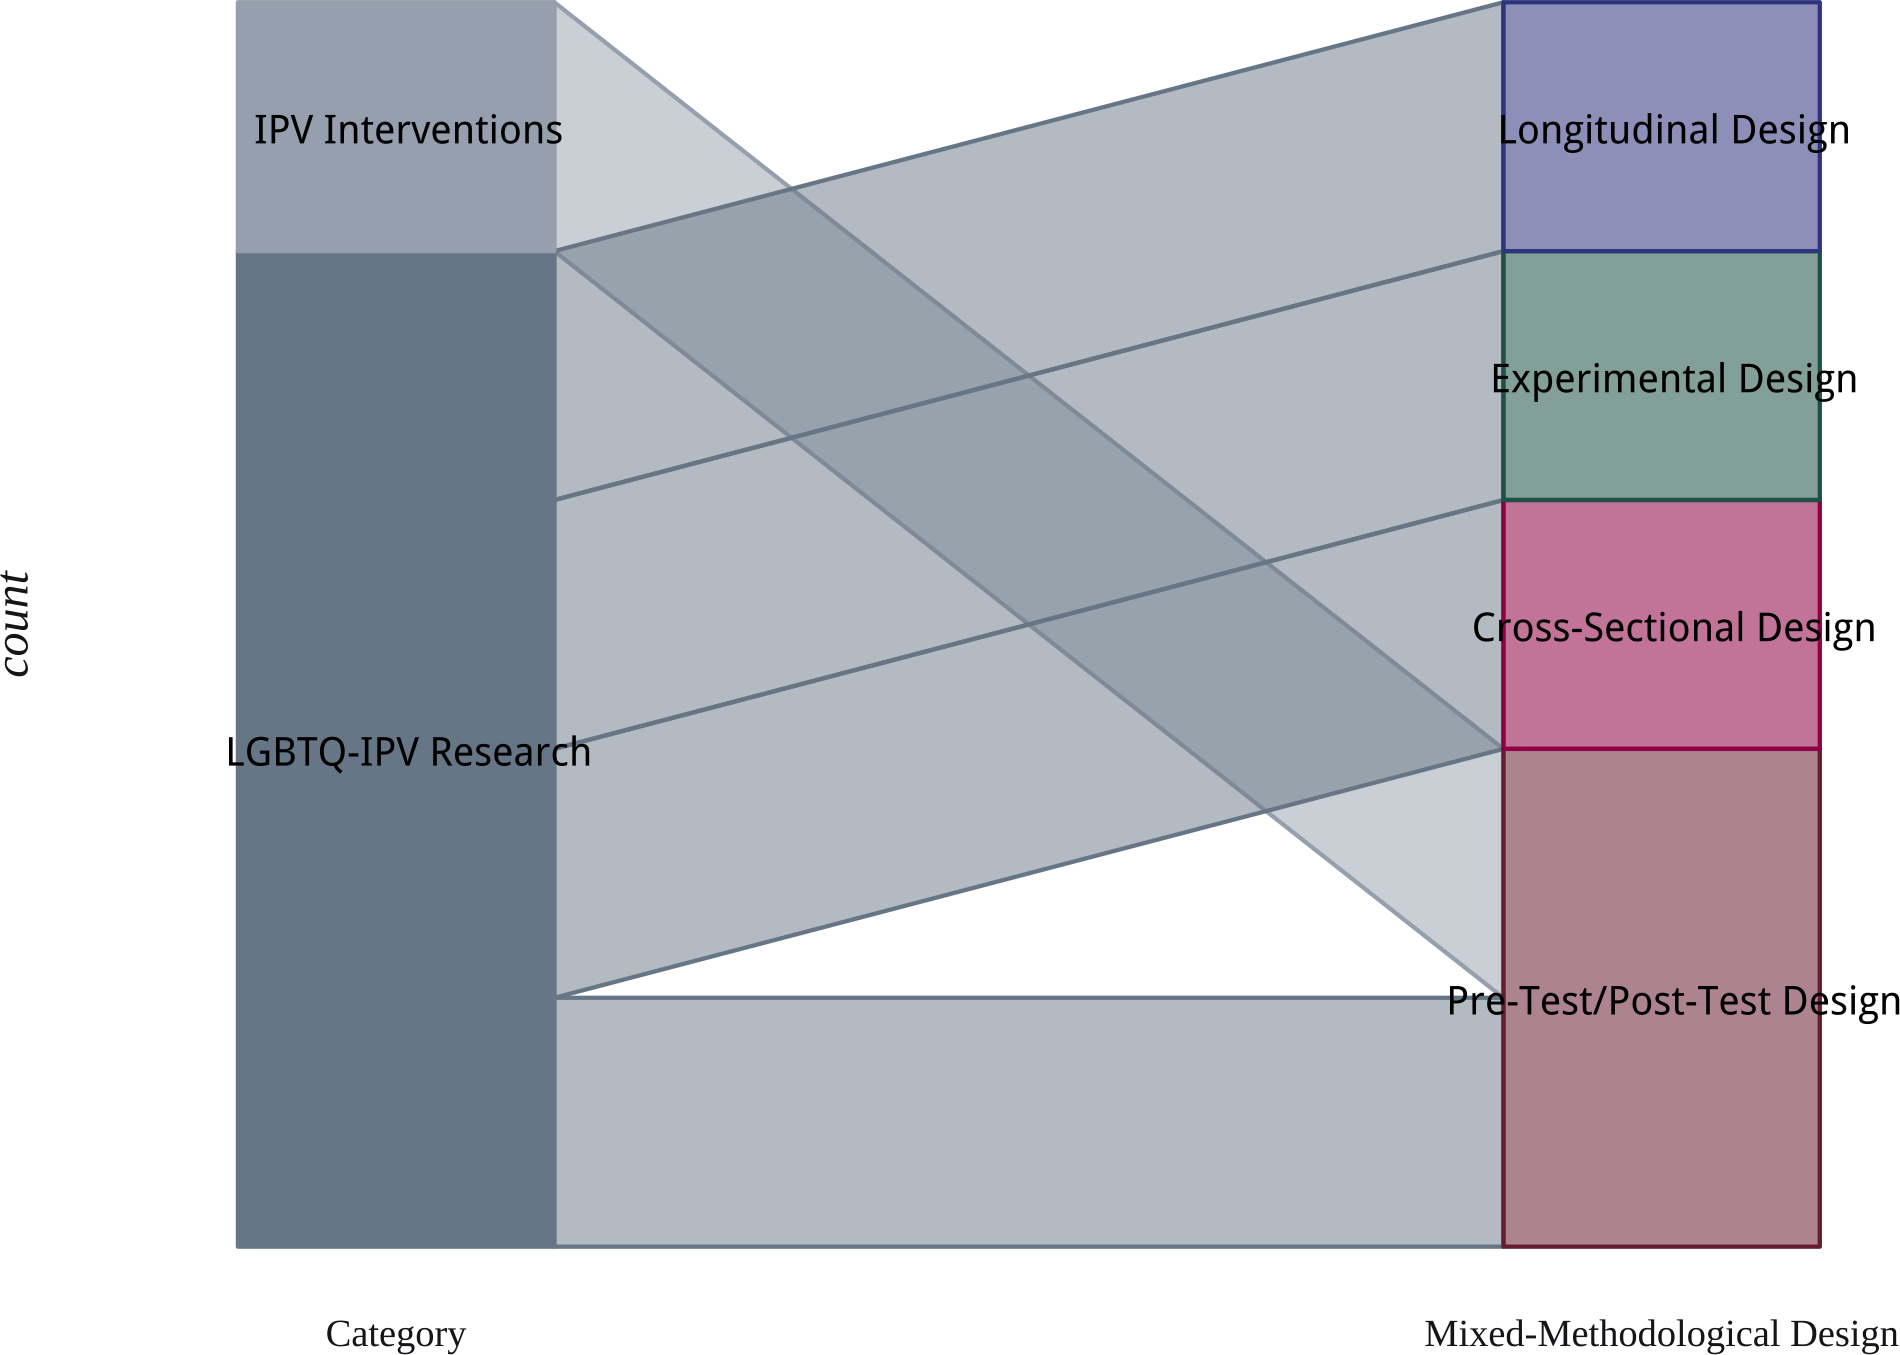 IPV Interventions
LGBTQ-IPV Research
Longitudinal Design
Experimental Design
Cross-Sectional Design
Pre-Test/Post-Test Design
count
Category
Mixed-Methodological Design